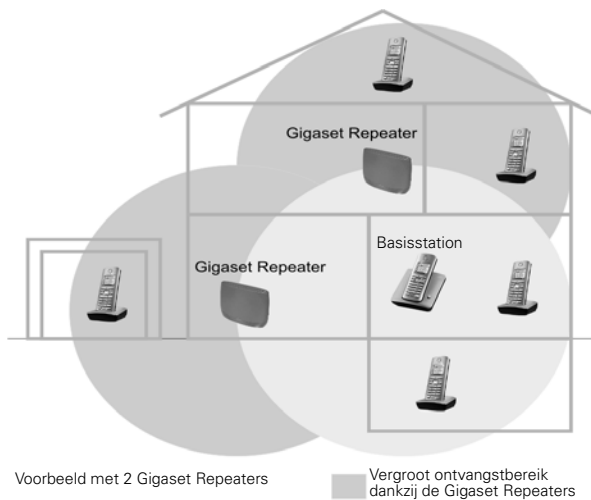 Gigaset Repeater
Basisstation
Gigaset Repeater
Voorbeeld met 2 Gigaset Repeaters
Vergroot ontvangstbereik
dankzij de Gigaset Repeaters